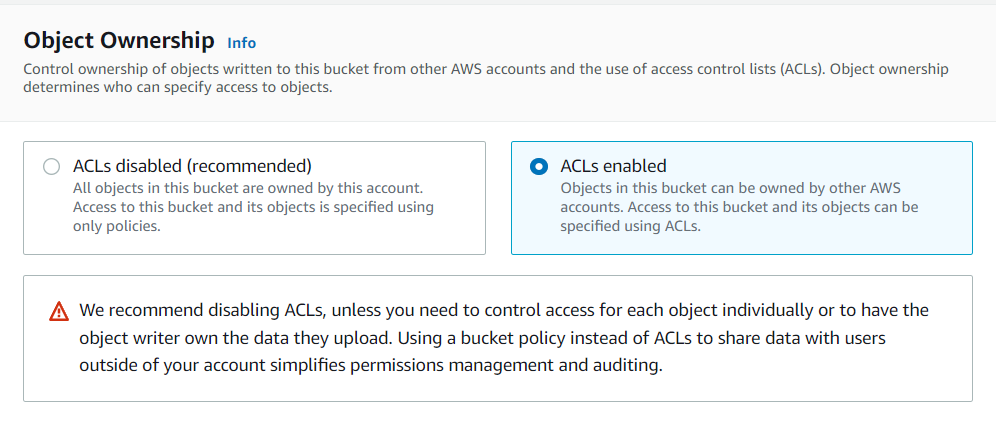 Object Ownership Info
Control ownership of objects written to this bucket from other AWS accounts and the use of access control lists (ACLs). Object ownership
determines who can specify access to objects.
ACLs disabled (recommended)
All objects in this bucket are owned by this account.
Access to this bucket and its objects is specified using
only policies.
ACLs enabled
Objects in this bucket can be owned by other AWS
accounts. Access to this bucket and its objects can be
specified using ACLs.
We recommend disabling ACLs, unless you need to control access for each object individually or to have the
object writer own the data they upload. Using a bucket policy instead of ACLs to share data with users
outside of your account simplifies permissions management and auditing.